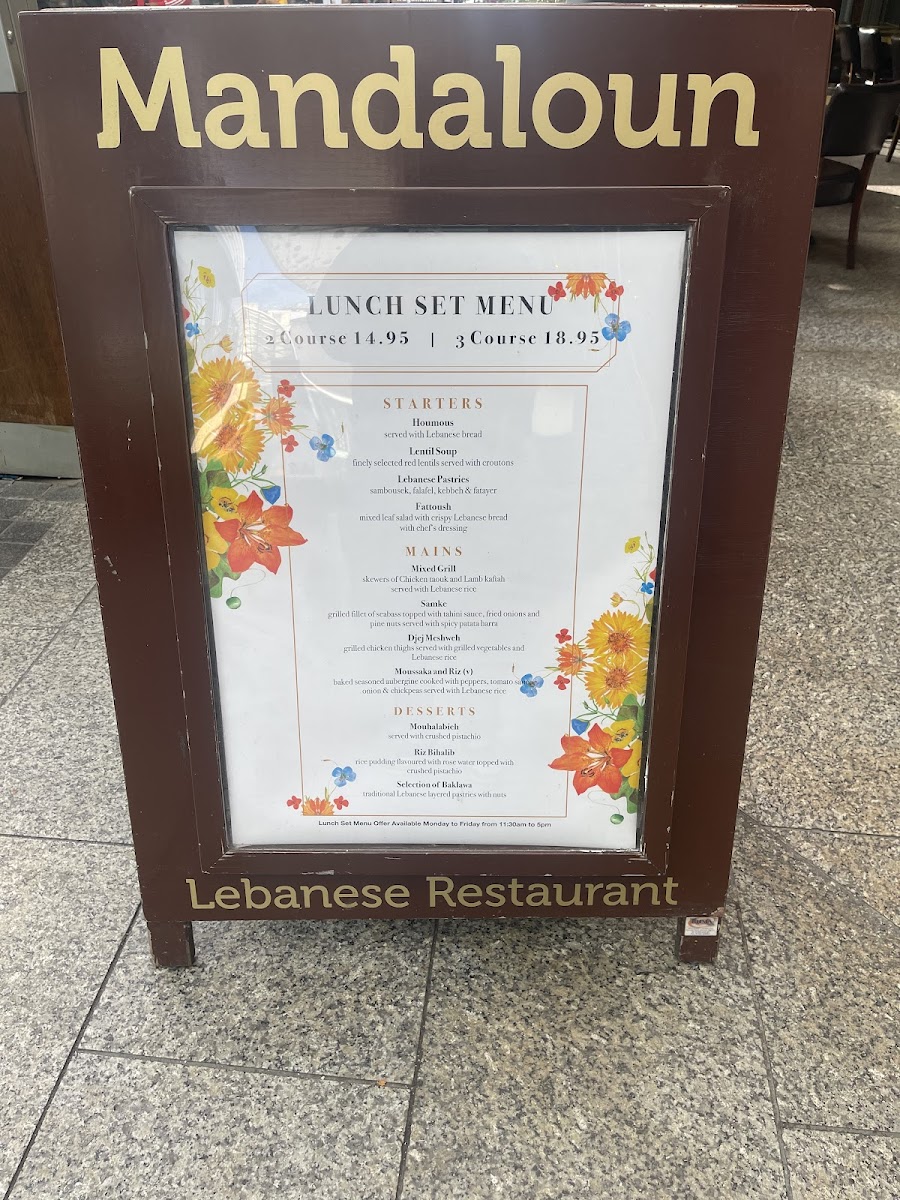 Mandaloun
LUNCH SET MENU
2 Course 14.95 | 3 Course 18.95
STARTERS
Houmous
served with Lebanese bread
Lentil Soup
finely selected red lentils served with croutons
Lebanese Pastries
sambousek, falafel, kebbeh & fatayer
Fattoush
mixed leaf salad with crispy Lebanese bread
with chef's dressing
MAINS
Mixed Grill
skewers of Chicken taouk and Lamb kaftah
served with Lebanese rice
Samke
grilled fillet of seabass topped with tahini sauce, fried onions and
pine nuts served with spicy patata harra
Djej Meshweh
grilled chicken thighs served with grilled vegetables and
Lebanese rice
Moussaka and Riz (v)
baked seasoned aubergine cooked with peppers, tomato sauce,
onion & chickpeas served with Lebanese rice
DESSERTS
Mouhalabieh
served with crushed pistachio
Riz Bihalib
rice pudding flavoured with rose water topped with
crushed pistachio
Selection of Baklawa
traditional Lebanese layered pastries with nuts
Lunch Set Menu Offer Available Monday to Friday from 11:30am to 5pm
Lebanese Restaurant